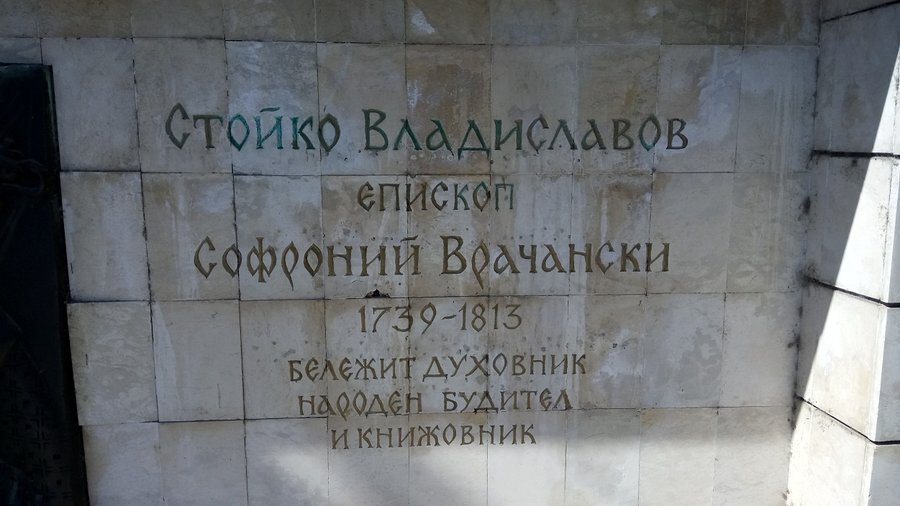 Стойко Владиславов
епископ
Софроний Врачански
1739-1813
бележит духовник
народен будител
и книжовник